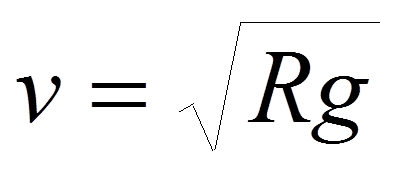 v = √Rg